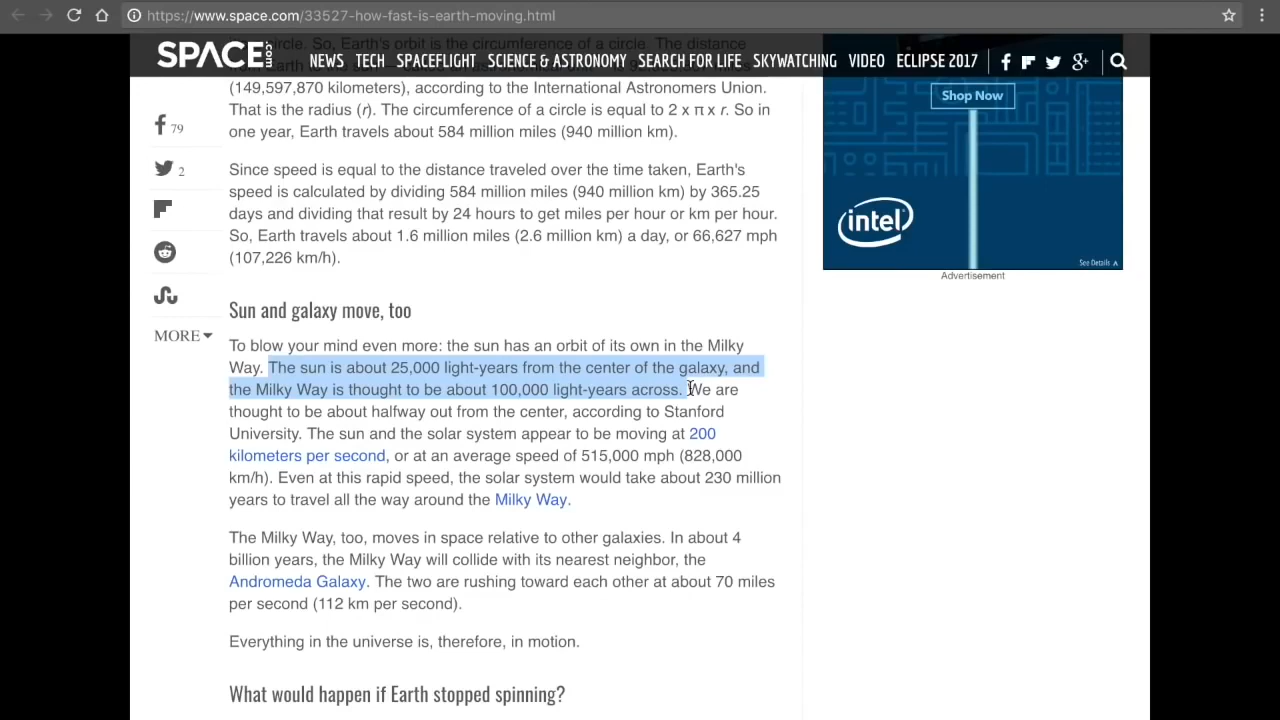 https://www.space.com/33527-how-fast-is-earth-moving.html
SPACE.COM
NEWS TECH SPACEFLIGHT SCIENCE & ASTRONOMY SEARCH FOR LIFE SKYWATCHING VIDEO ECLIPSE 2017
circle. So, Earth's orbit is the circumference of a circle. The distance
(149,597,870 kilometers), according to the International Astronomers Union.
That is the radius (r). The circumference of a circle is equal to 2 x π x r. So in
one year, Earth travels about 584 million miles (940 million km).
79
2
MORE
Since speed is equal to the distance traveled over the time taken, Earth's
speed is calculated by dividing 584 million miles (940 million km) by 365.25
days and dividing that result by 24 hours to get miles per hour or km per hour.
So, Earth travels about 1.6 million miles (2.6 million km) a day, or 66,627 mph
(107,226 km/h).
Sun and galaxy move, too
To blow your mind even more: the sun has an orbit of its own in the Milky
Way. The sun is about 25,000 light-years from the center of the galaxy, and
the Milky Way is thought to be about 100,000 light-years across. We are
thought to be about halfway out from the center, according to Stanford
University. The sun and the solar system appear to be moving at 200
kilometers per second, or at an average speed of 515,000 mph (828,000
km/h). Even at this rapid speed, the solar system would take about 230 million
years to travel all the way around the Milky Way.
The Milky Way, too, moves in space relative to other galaxies. In about 4
billion years, the Milky Way will collide with its nearest neighbor, the
Andromeda Galaxy. The two are rushing toward each other at about 70 miles
per second (112 km per second).
Everything in the universe is, therefore, in motion.
What would happen if Earth stopped spinning?
Shop Now
intel
See Details
Advertisement